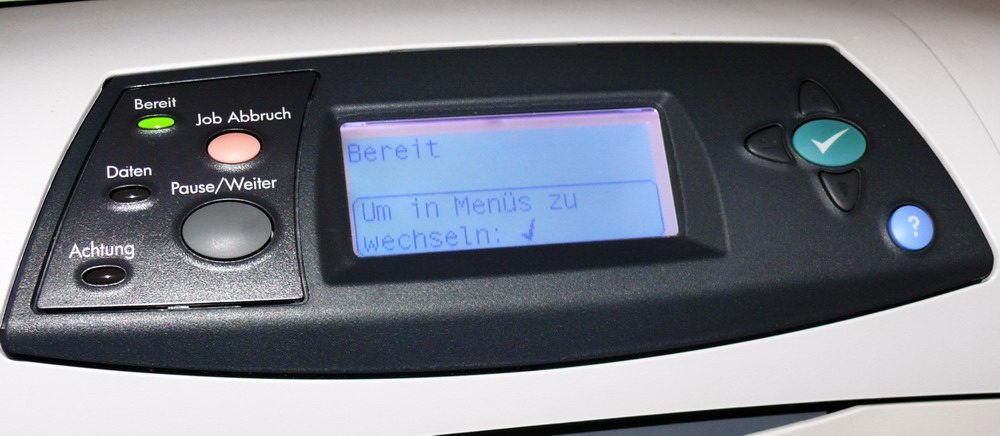 Bereit
Job Abbruch
Daten
Pause/Weiter
Achtung
Bereit
Um in Menüs zu
wechseln: ✓
?